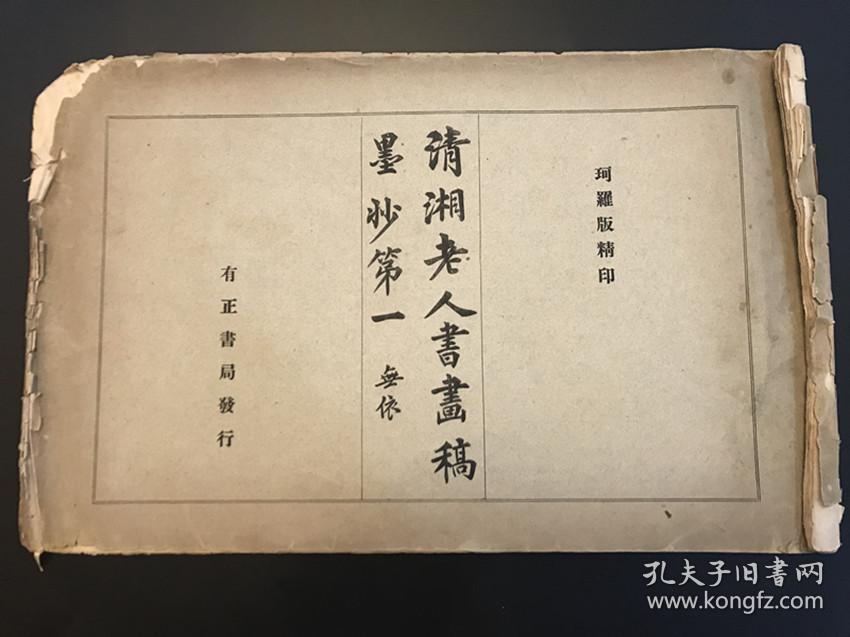 珂羅版精印
清湘老人書畫稿
墨妙第一 無依
有正書局發行
孔夫子旧书网
www.kongfz.com